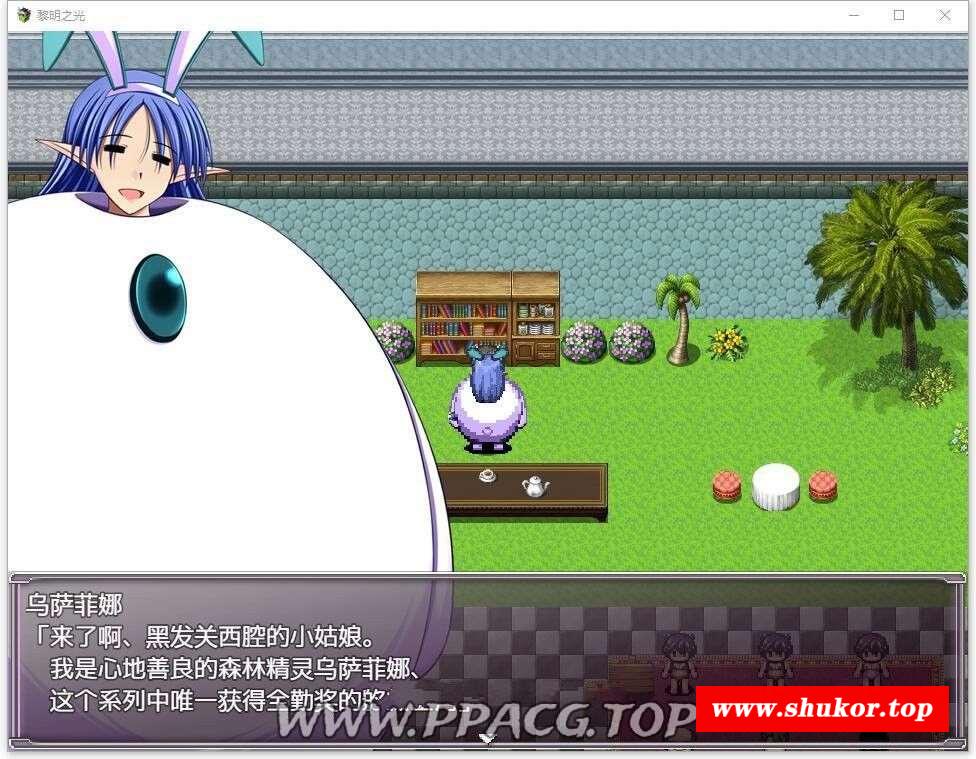 黎明之光
乌萨菲娜
「来了啊、黑发关西腔的小姑娘。
我是心地善良的森林精灵乌萨菲娜、
这个系列中唯一获得全勤奖的
WWW.PPACG.TOP
www.shukor.top